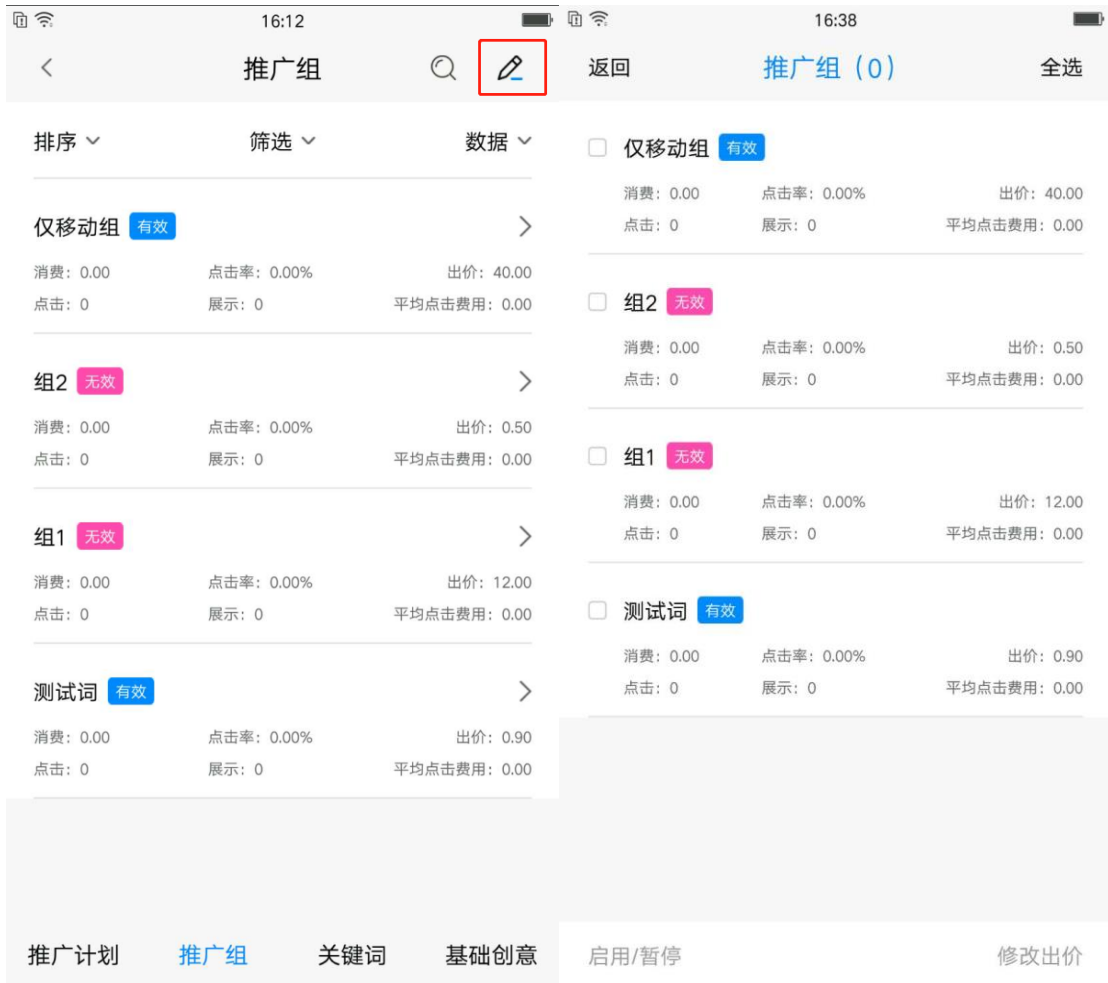 16:12
推广组
排序 筛选 数据
仅移动组 有效
消费：0.00 点击率：0.00% 出价：40.00
点击：0 展示：0 平均点击费用：0.00
组2 无效
消费：0.00 点击率：0.00% 出价：0.50
点击：0 展示：0 平均点击费用：0.00
组1 无效
消费：0.00 点击率：0.00% 出价：12.00
点击：0 展示：0 平均点击费用：0.00
测试词 有效
消费：0.00 点击率：0.00% 出价：0.90
点击：0 展示：0 平均点击费用：0.00
推广计划 推广组 关键词 基础创意
16:38
返回 推广组（0） 全选
仅移动组 有效
消费：0.00 点击率：0.00% 出价：40.00
点击：0 展示：0 平均点击费用：0.00
组2 无效
消费：0.00 点击率：0.00% 出价：0.50
点击：0 展示：0 平均点击费用：0.00
组1 无效
消费：0.00 点击率：0.00% 出价：12.00
点击：0 展示：0 平均点击费用：0.00
测试词 有效
消费：0.00 点击率：0.00% 出价：0.90
点击：0 展示：0 平均点击费用：0.00
启用/暂停 修改出价